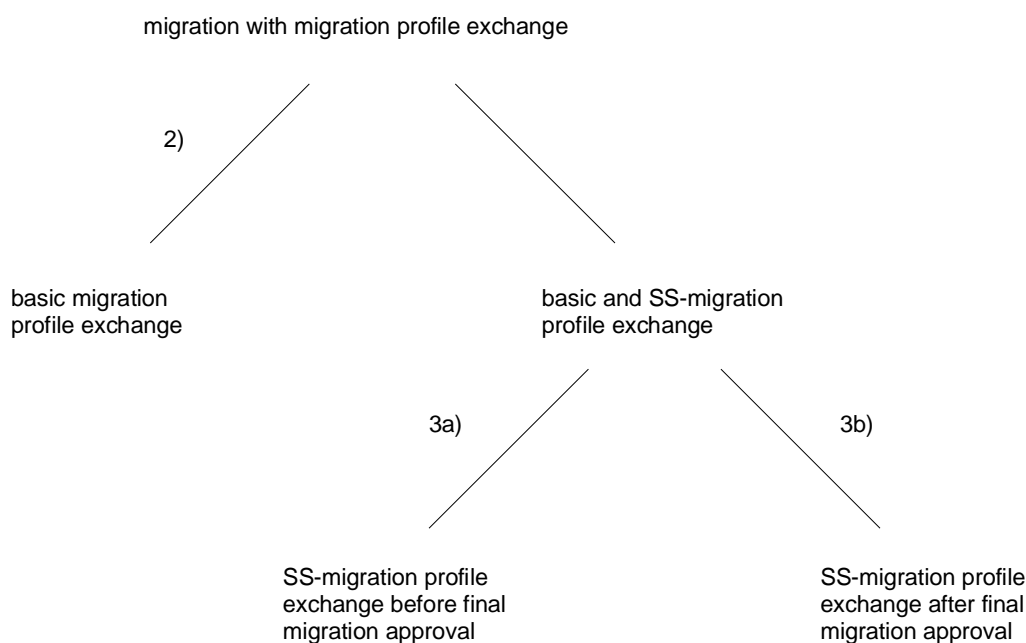 migration with migration profile exchange
2)
basic migration
profile exchange
basic and SS-migration
profile exchange
3a)
3b)
SS-migration profile
exchange before final
migration approval
SS-migration profile
exchange after final
migration approval